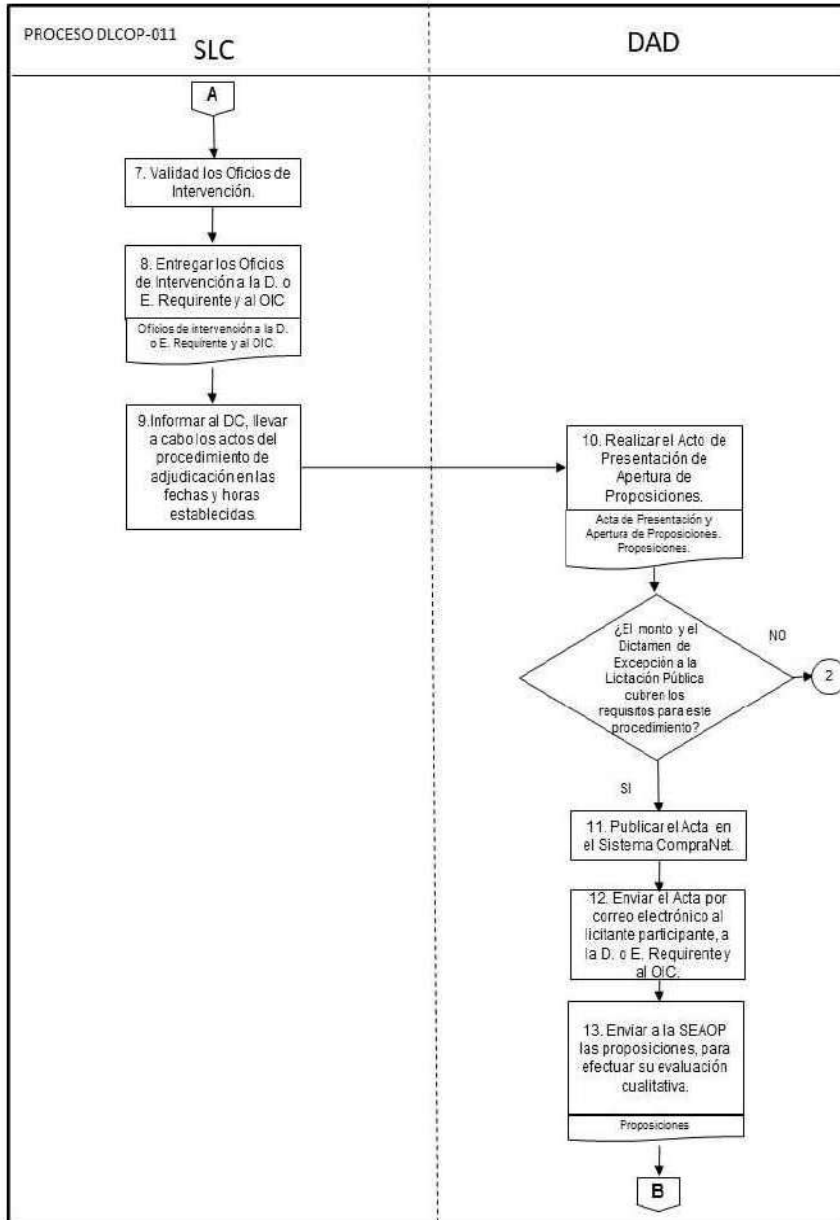 PROCESO DLCOP-011
SLC
DAD
A
7. Validad los Oficios de
Intervención.
8. Entregar los Oficios
de Intervención a la D. o
E. Requirente y al OIC
Oficios de intervención a la D.
o E. Requirente y al OIC.
9.Informar al DC, llevar
a cabo los actos del
procedimiento de
adjudicación en las
fechas y horas
establecidas.
10. Realizar el Acto de
Presentación de
Apertura de
Proposiciones.
Acta de Presentación y
Apertura de Proposiciones.
Proposiciones.
¿El monto y el
Dictamen de
Excepción a la
Licitación Pública
cubren los
requisitos para este
procedimiento?
NO
2
SI
11. Publicar el Acta en
el Sistema CompraNet.
12. Enviar el Acta por
correo electrónico al
licitante participante, a
la D. o E. Requirente y
al OIC.
13. Enviar a la SEAOP
las proposiciones, para
efectuar su evaluación
cualitativa.
Proposiciones
B